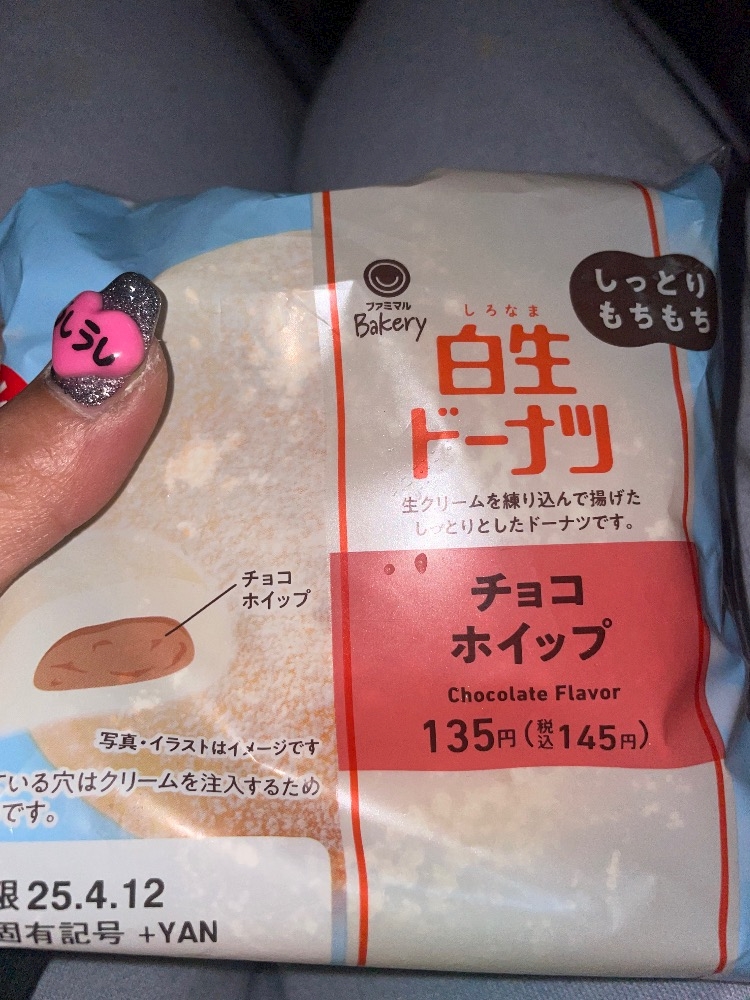 ファミマル
Bakery
しっとり
もちもち
しろなま
白生
ドーナツ
生クリームを練り込んで揚げた
しっとりとしたドーナツです。
チョコ
ホイップ
チョコ
ホイップ
Chocolate Flavor
135円(税込145円)
写真・イラストはイメージです
いる穴はクリームを注入するため
です。
限 25.4.12
固有記号 +YAN
うし